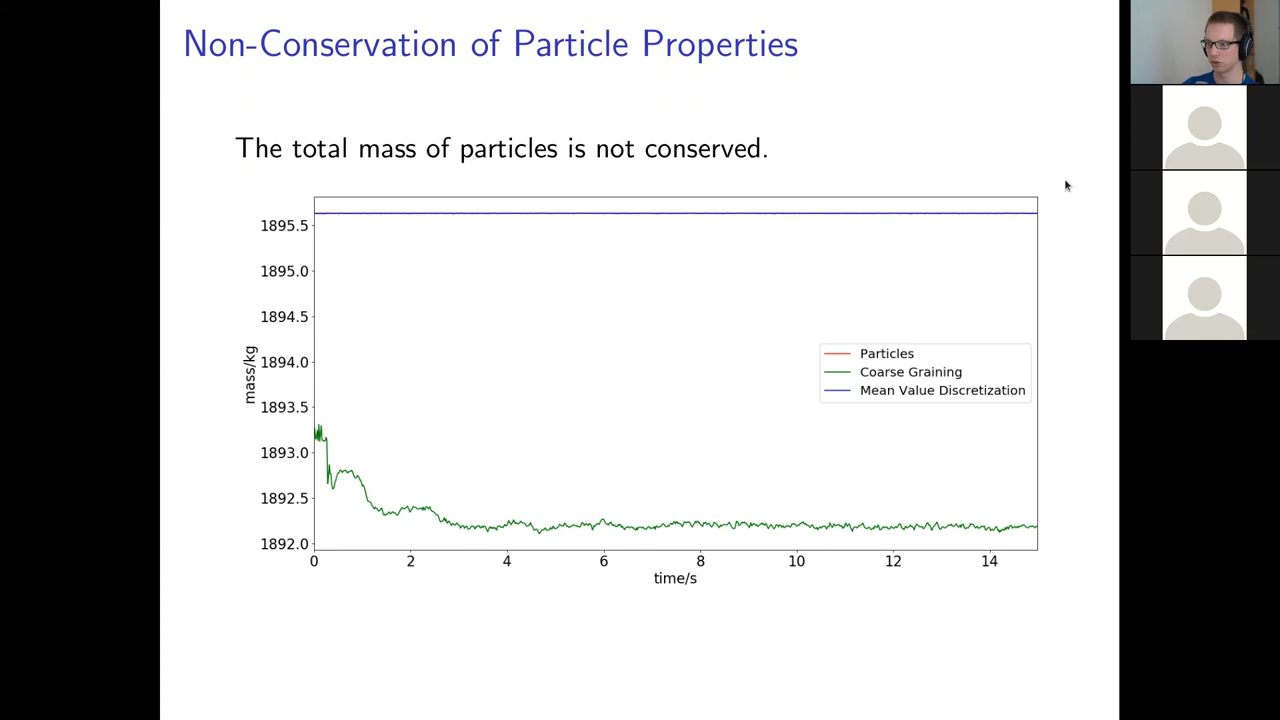 Non-Conservation of Particle Properties
The total mass of particles is not conserved.
1895.5
1895.0
1894.5
1894.0
1893.5
1893.0
1892.5
1892.0
mass/kg
Particles
Coarse Graining
Mean Value Discretization
0 2 4 6 8 10 12 14
time/s